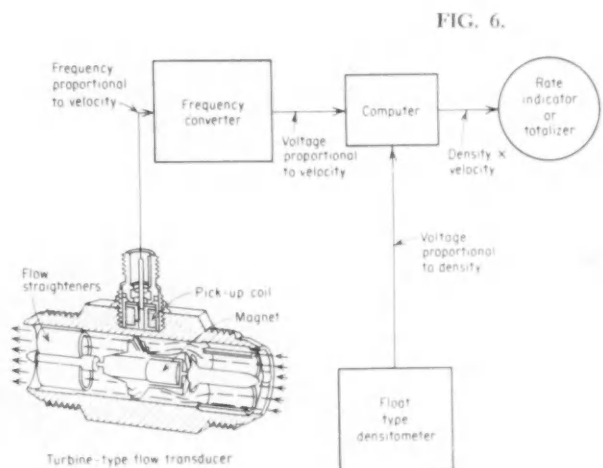 FIG. 6.
Frequency
proportional
to velocity
Frequency
converter
Voltage
proportional
to velocity
Computer
Density x
velocity
Rate
indicator
or
totalizer
Voltage
proportional
to density
Flow
straighteners
Pick-up coil
Magnet
Float
type
densitometer
Turbine-type flow transducer